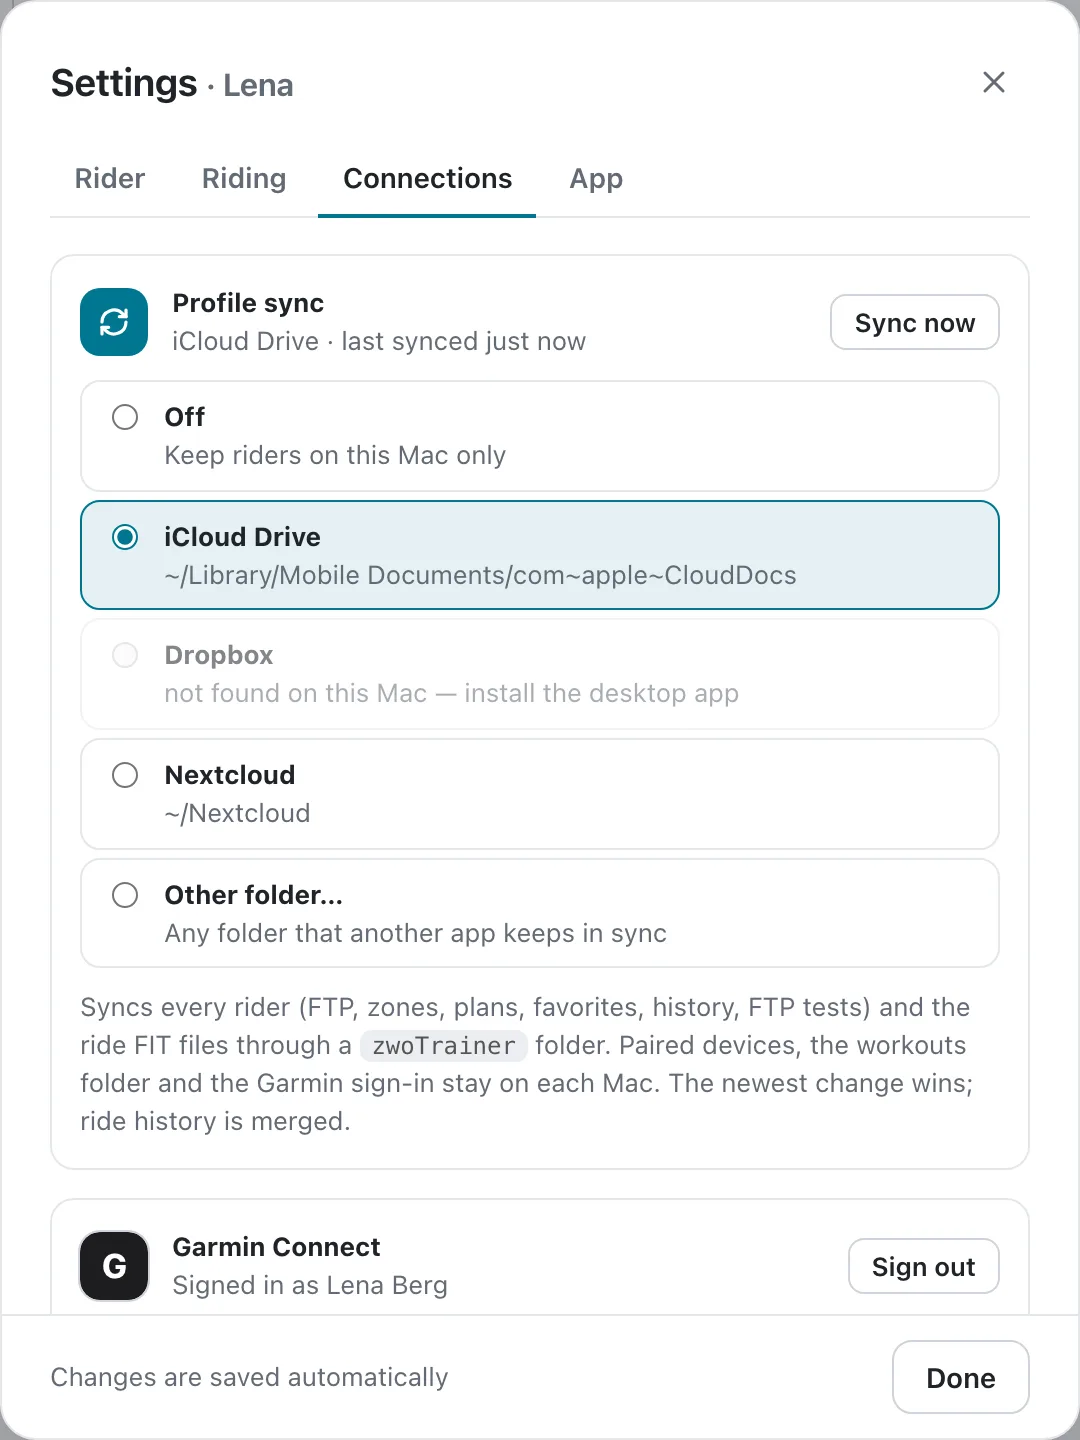 Settings · Lena
Rider Riding Connections App
Profile sync
iCloud Drive · last synced just now
Sync now
Off
Keep riders on this Mac only
iCloud Drive
~/Library/Mobile Documents/com~apple~CloudDocs
Dropbox
not found on this Mac — install the desktop app
Nextcloud
~/Nextcloud
Other folder...
Any folder that another app keeps in sync
Syncs every rider (FTP, zones, plans, favorites, history, FTP tests) and the
ride FIT files through a zwoTrainer folder. Paired devices, the workouts
folder and the Garmin sign-in stay on each Mac. The newest change wins;
ride history is merged.
G
Garmin Connect
Signed in as Lena Berg
Sign out
Changes are saved automatically
Done